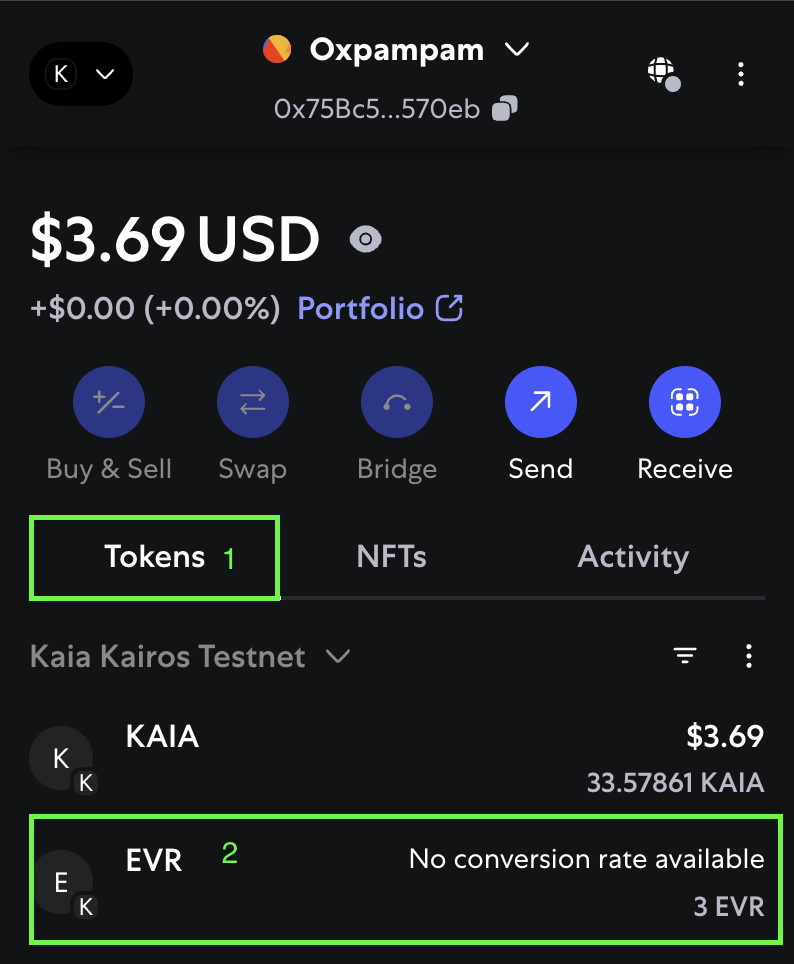 K
Oxpampam
0x75Bc5...570eb
$3.69 USD
+$0.00 (+0.00%) Portfolio
Buy & Sell Swap Bridge Send Receive
Tokens 1 NFTs Activity
Kaia Kairos Testnet
K K KAIA $3.69
33.57861 KAIA
E K EVR 2 No conversion rate available
3 EVR